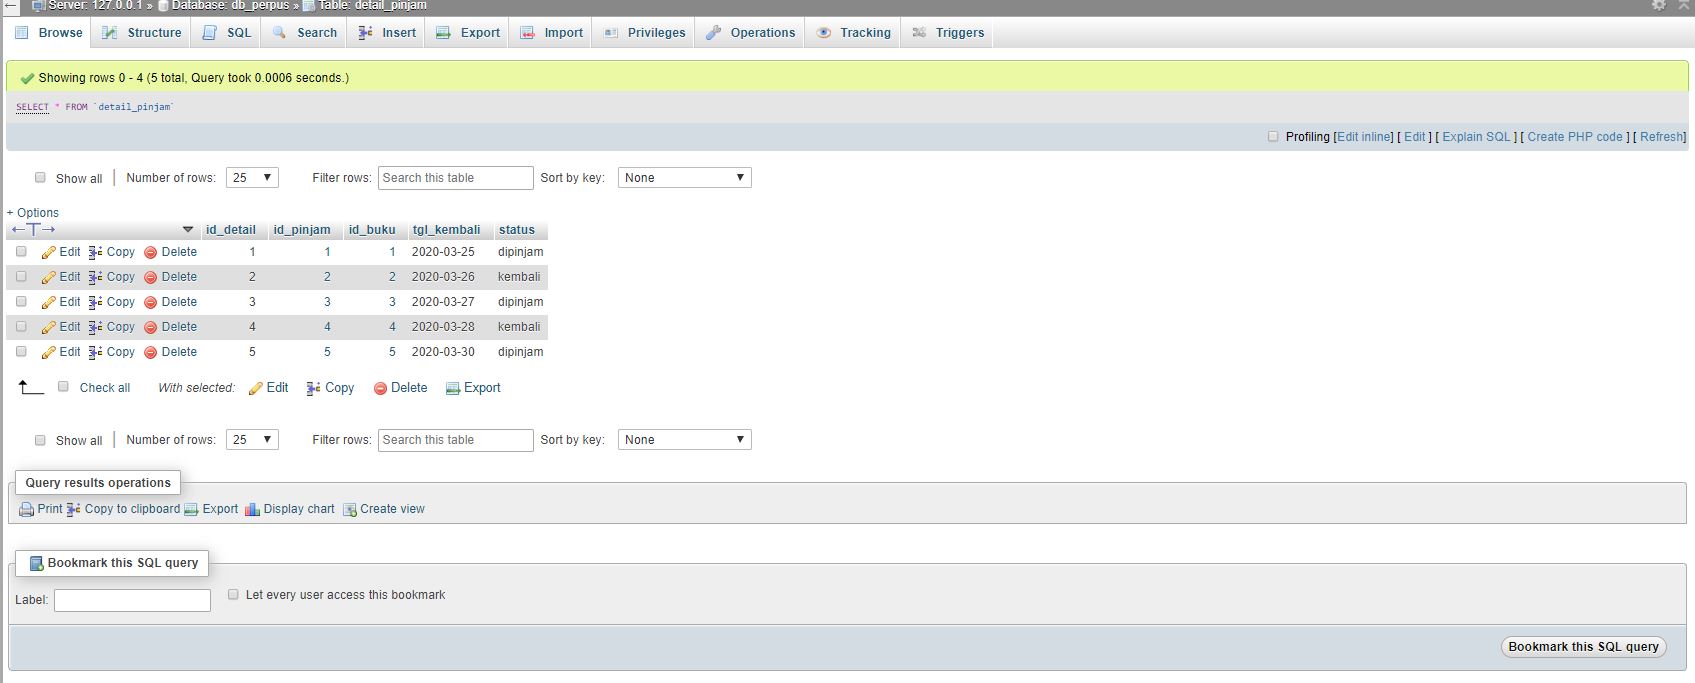 Server: 127.0.0.1 » Database: db_perpus » Table: detail_pinjam
Browse Structure SQL Search Insert Export Import Privileges Operations Tracking Triggers
Showing rows 0 - 4 (5 total, Query took 0.0006 seconds.)
SELECT * FROM `detail_pinjam`
Profiling [Edit inline] [ Edit ] [ Explain SQL ] [ Create PHP code ] [ Refresh]
Show all | Number of rows: 25 Filter rows: Search this table Sort by key: None
+ Options
←T→ id_detail id_pinjam id_buku tgl_kembali status
Edit Copy Delete 1 1 1 2020-03-25 dipinjam
Edit Copy Delete 2 2 2 2020-03-26 kembali
Edit Copy Delete 3 3 3 2020-03-27 dipinjam
Edit Copy Delete 4 4 4 2020-03-28 kembali
Edit Copy Delete 5 5 5 2020-03-30 dipinjam
Check all With selected: Edit Copy Delete Export
Show all | Number of rows: 25 Filter rows: Search this table Sort by key: None
Query results operations
Print Copy to clipboard Export Display chart Create view
Bookmark this SQL query
Label: Let every user access this bookmark
Bookmark this SQL query